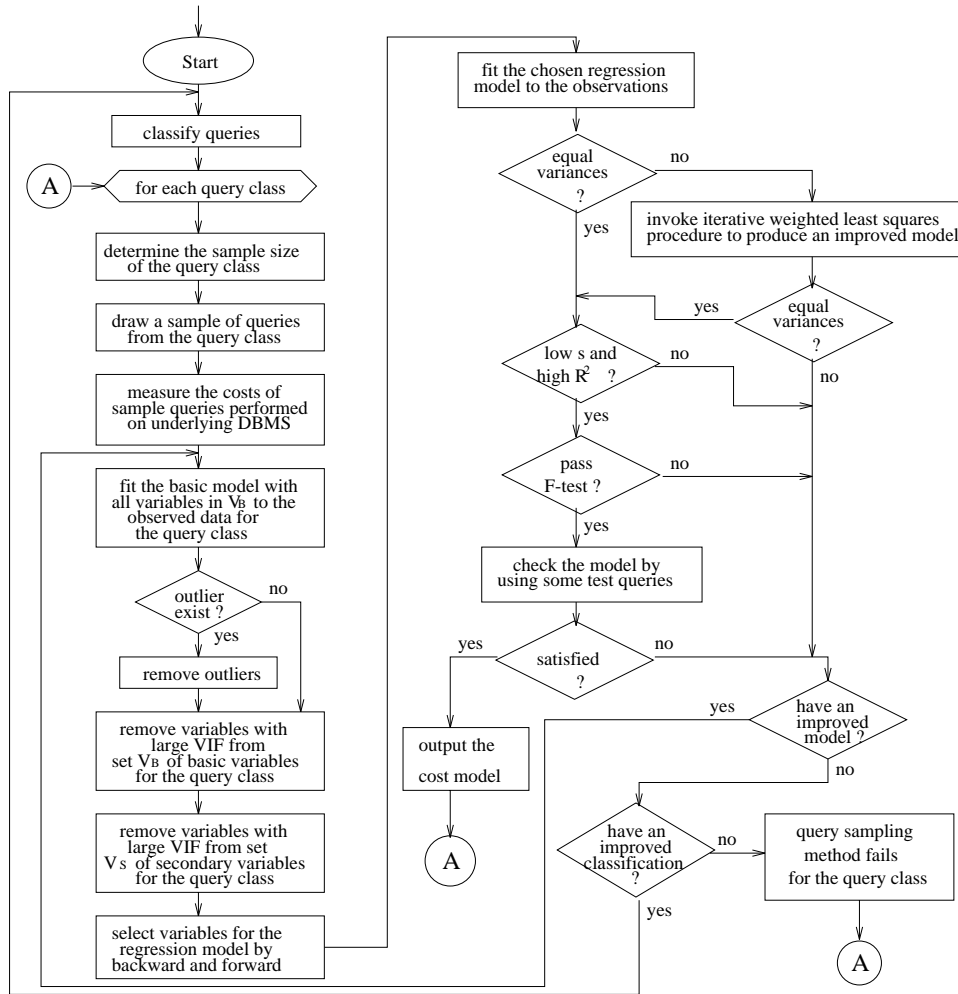 Start
classify queries
A
for each query class
determine the sample size
of the query class
draw a sample of queries
from the query class
measure the costs of
sample queries performed
on underlying DBMS
fit the basic model with
all variables in VB to the
observed data for
the query class
outlier
exist ?
no
yes
remove outliers
remove variables with
large VIF from
set VB of basic variables
for the query class
remove variables with
large VIF from set
VS of secondary variables
for the query class
select variables for the
regression model by
backward and forward
fit the chosen regression
model to the observations
equal
variances
?
no
yes
invoke iterative weighted least squares
procedure to produce an improved model
equal
variances
?
yes
no
low s and
high R² ?
no
yes
pass
F-test ?
no
yes
check the model by
using some test queries
satisfied
?
yes
no
output the
cost model
A
have an
improved
model ?
yes
no
have an
improved
classification
?
no
yes
query sampling
method fails
for the query class
A